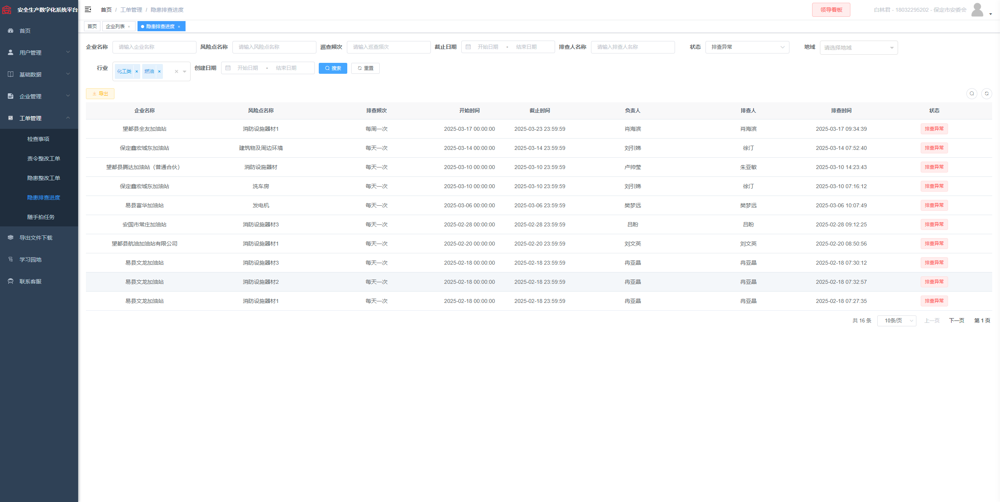 安全生产数字化系统平台
首页 / 工单管理 / 隐患排查进度
领导看板
白林君 - 18032295202 - 保定市安委会
首页
企业列表 ×
隐患排查进度 ×
首页
用户管理
基础数据
企业管理
工单管理
检查事项
责令整改工单
隐患整改工单
隐患排查进度
随手拍任务
导出文件下载
学习园地
联系客服
企业名称 请输入企业名称 风险点名称 请输入风险点名称 巡查频次 请输入巡查频次 截止日期 开始日期 - 结束日期 排查人名称 请输入排查人名称 状态 排查异常 地域 请选择地域
行业 化工类 × 燃油 × 创建日期 开始日期 - 结束日期 搜索 重置
导出
企业名称 风险点名称 排查频次 开始时间 截止时间 负责人 排查人 排查时间 状态
望都县全友加油站 消防设施器材1 每周一次 2025-03-17 00:00:00 2025-03-23 23:59:59 肖海滨 肖海滨 2025-03-17 09:34:39 排查异常
保定鑫宏城东加油站 建筑物及周边环境 每天一次 2025-03-14 00:00:00 2025-03-14 23:59:59 刘引娣 徐汀 2025-03-14 07:52:40 排查异常
望都县腾达加油站（普通合伙） 消防设施器材 每天一次 2025-03-10 00:00:00 2025-03-10 23:59:59 卢帅莹 朱亚敏 2025-03-10 14:23:43 排查异常
保定鑫宏城东加油站 洗车房 每天一次 2025-03-10 00:00:00 2025-03-10 23:59:59 刘引娣 徐汀 2025-03-10 07:16:12 排查异常
易县富华加油站 发电机 每天一次 2025-03-06 00:00:00 2025-03-06 23:59:59 樊梦远 樊梦远 2025-03-06 10:07:49 排查异常
安国市常庄加油站 消防设施器材3 每天一次 2025-02-28 00:00:00 2025-02-28 23:59:59 吕盼 吕盼 2025-02-28 09:12:25 排查异常
望都县航油加油站有限公司 消防设施器材1 每天一次 2025-02-20 00:00:00 2025-02-20 23:59:59 刘文英 刘文英 2025-02-20 08:50:56 排查异常
易县文龙加油站 消防设施器材3 每天一次 2025-02-18 00:00:00 2025-02-18 23:59:59 冉亚晶 冉亚晶 2025-02-18 07:30:12 排查异常
易县文龙加油站 消防设施器材2 每天一次 2025-02-18 00:00:00 2025-02-18 23:59:59 冉亚晶 冉亚晶 2025-02-18 07:32:57 排查异常
易县文龙加油站 消防设施器材1 每天一次 2025-02-18 00:00:00 2025-02-18 23:59:59 冉亚晶 冉亚晶 2025-02-18 07:27:35 排查异常
共 16 条 10条/页 上一页 下一页 第 1 页